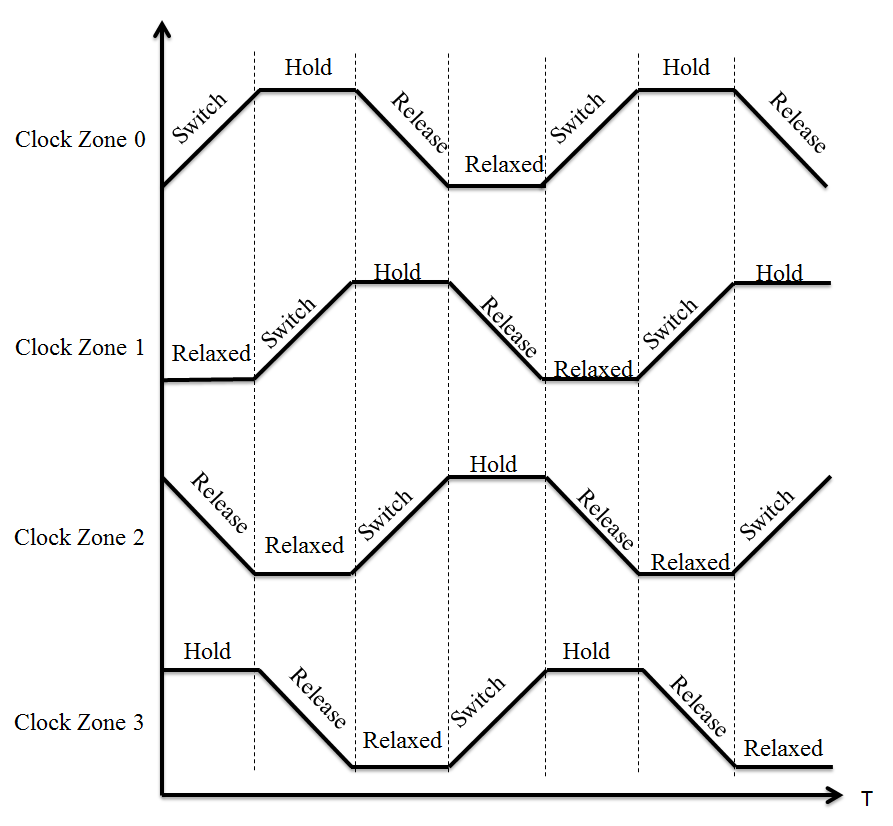 Hold
Hold
Switch
Release
Switch
Release
Clock Zone 0
Relaxed
Hold
Hold
Switch
Release
Switch
Clock Zone 1
Relaxed
Relaxed
Hold
Release
Switch
Release
Switch
Clock Zone 2
Relaxed
Relaxed
Hold
Hold
Release
Switch
Release
Clock Zone 3
Relaxed
Relaxed
T